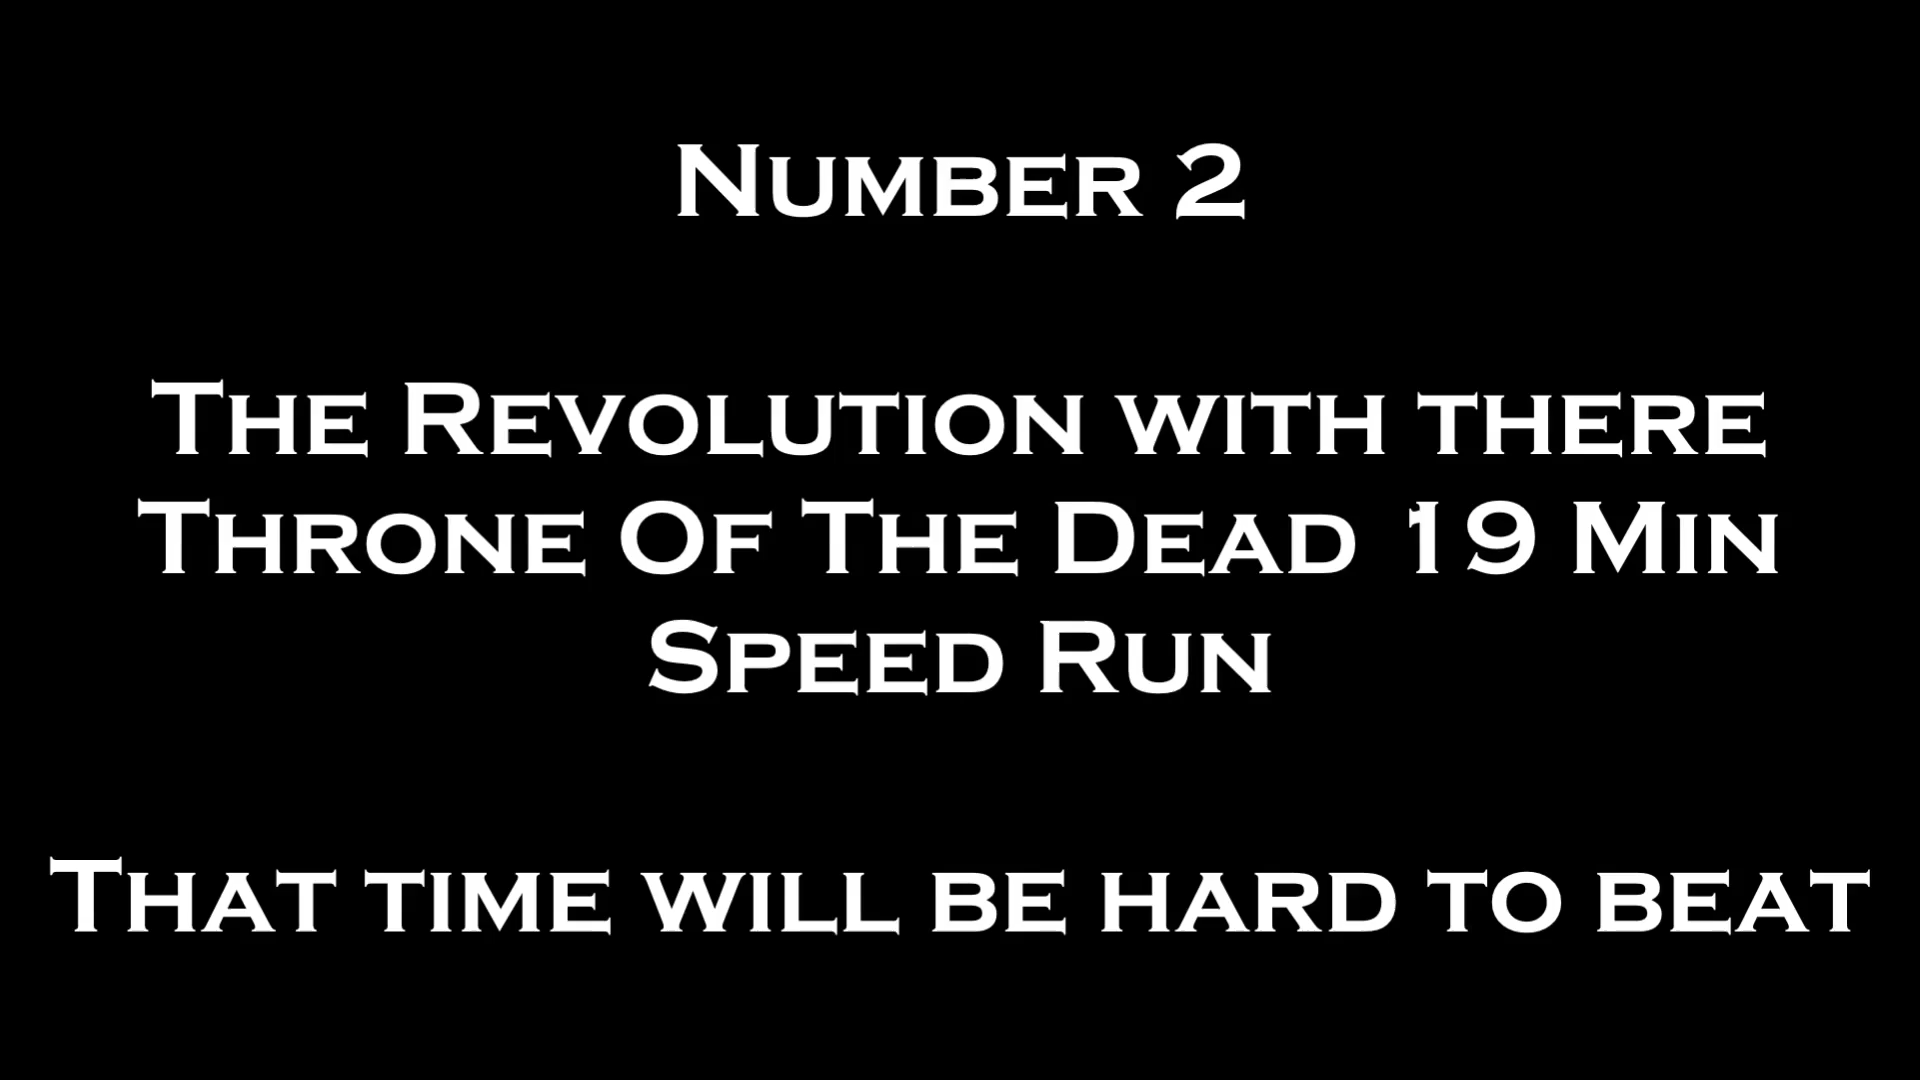 Number 2
The Revolution with there
Throne Of The Dead 19 Min
Speed Run
That time will be hard to beat